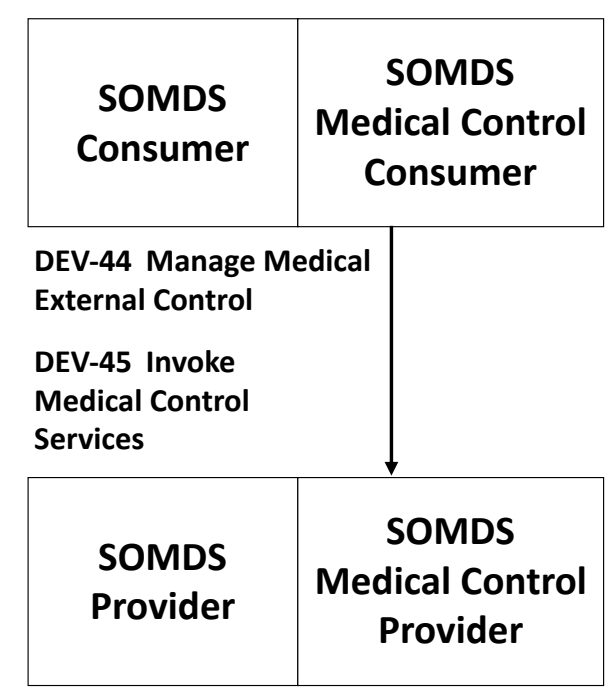 SOMDS
Consumer
SOMDS
Medical Control
Consumer
DEV-44 Manage Medical
External Control
DEV-45 Invoke
Medical Control
Services
SOMDS
Provider
SOMDS
Medical Control
Provider